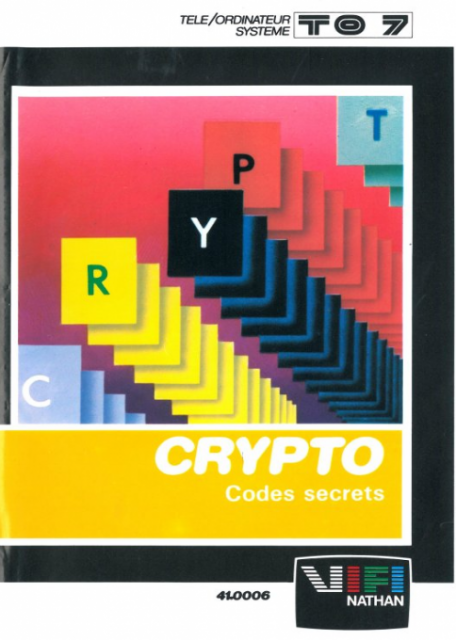 TELE/ORDINATEUR
SYSTEME
TO 7
T
P
Y
R
C
CRYPTO
Codes secrets
41.0006
VIFI
NATHAN